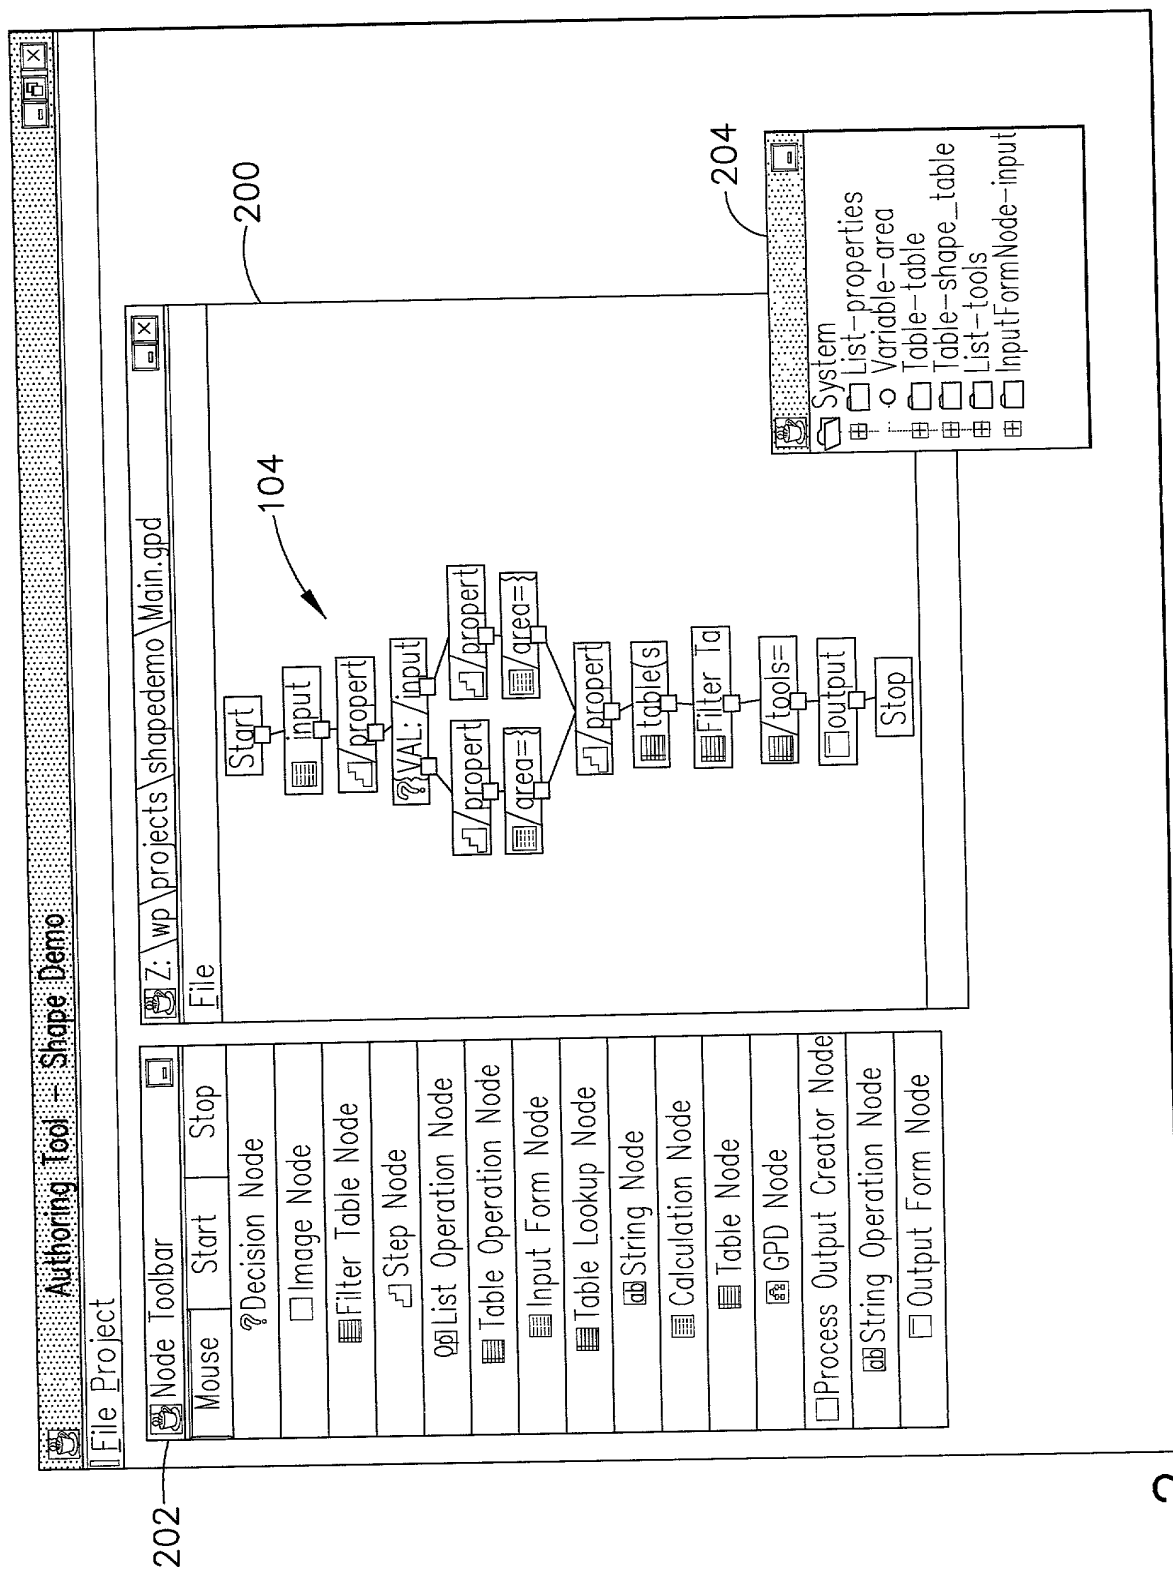 Authoring Tool - Shape Demo
File Project
202
Node Toolbar
Mouse Start Stop
Decision Node
Image Node
Filter Table Node
Step Node
Op List Operation Node
Table Operation Node
Input Form Node
Table Lookup Node
ab String Node
Calculation Node
Table Node
GPD Node
Process Output Creator Node
ab String Operation Node
Output Form Node
Z:\wp\projects\shapedemo\Main.gpd
File
200
104
Start
input
propert
?VAL:/input
propert propert
area={ area={
propert
table(s
Filter Ta
tools=
output
Stop
204
System
List-properties
Variable-area
Table-table
Table-shape_table
List-tools
InputFormNode-input